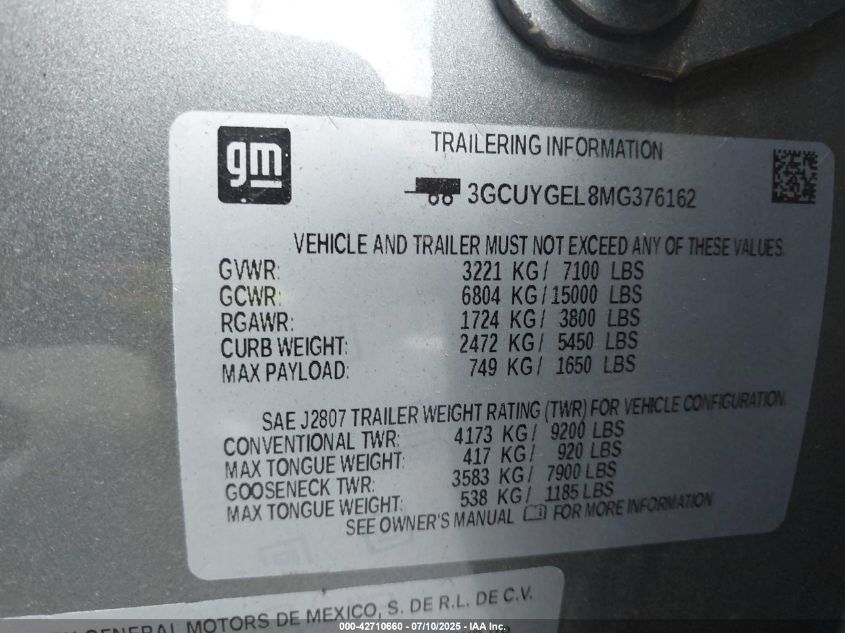 gm
TRAILERING INFORMATION
3GCUYGEL8MG376162
VEHICLE AND TRAILER MUST NOT EXCEED ANY OF THESE VALUES.
GVWR: 3221 KG/ 7100 LBS
GCWR: 6804 KG/15000 LBS
RGAWR: 1724 KG/ 3800 LBS
CURB WEIGHT: 2472 KG/ 5450 LBS
MAX PAYLOAD: 749 KG/ 1650 LBS
SAE J2807 TRAILER WEIGHT RATING (TWR) FOR VEHICLE CONFIGURATION.
CONVENTIONAL TWR: 4173 KG/ 9200 LBS
MAX TONGUE WEIGHT: 417 KG/ 920 LBS
GOOSENECK TWR: 3583 KG/ 7900 LBS
MAX TONGUE WEIGHT: 538 KG/ 1185 LBS
SEE OWNER'S MANUAL FOR MORE INFORMATION
GENERAL MOTORS DE MEXICO, S. DE R.L. DE C.V.
000-42710660 - 07/10/2025 - IAA Inc.